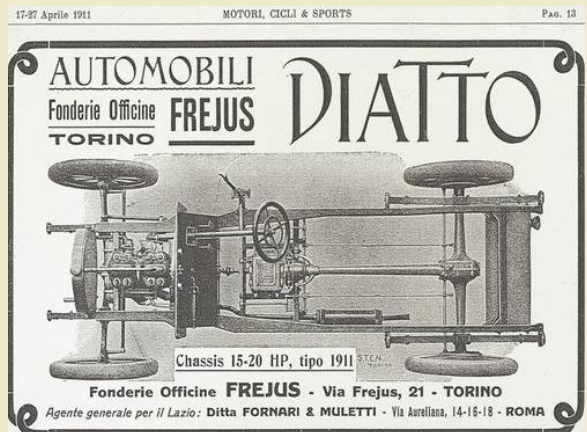 17-27 Aprile 1911 MOTORI, CICLI & SPORTS PAG. 13
AUTOMOBILI DIATTO
Fonderie Officine FREJUS
TORINO
S.T.E.N.
TORINO
Chassis 15-20 HP, tipo 1911
Fonderie Officine FREJUS - Via Frejus, 21 - TORINO
Agente generale per il Lazio: Ditta FORNARI & MULETTI - Via Aureliana, 14-16-18 - ROMA